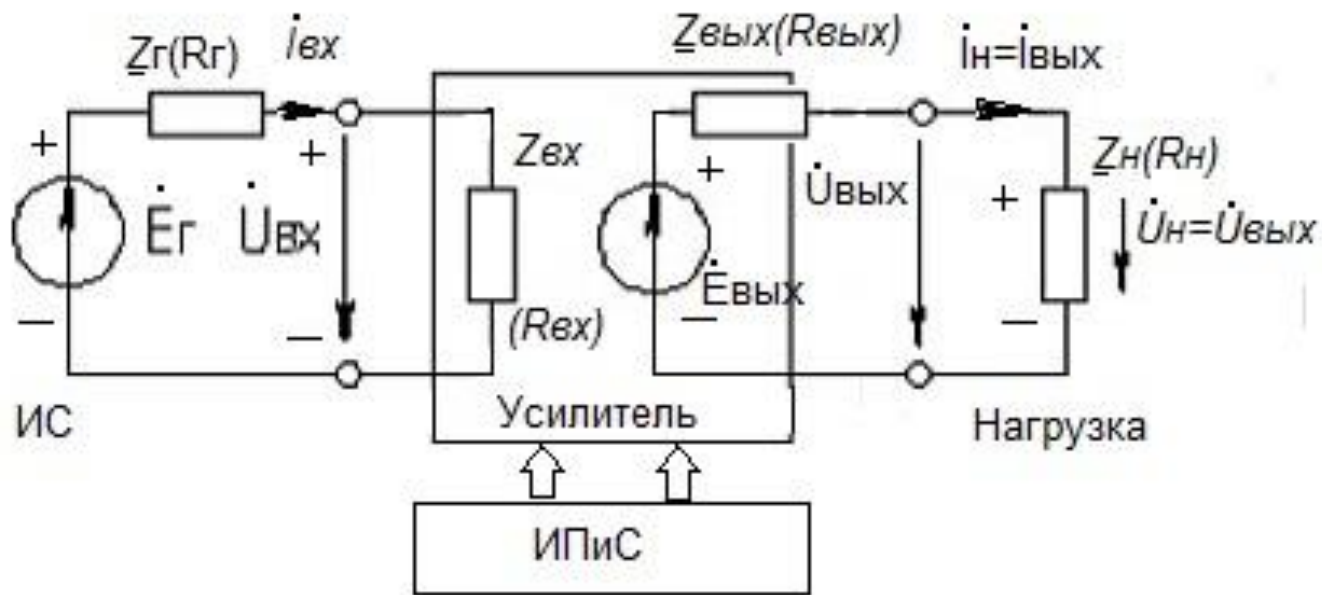 Zг(Rг)
İвх
Zвых(Rвых)
İн=İвых
+
+
Zвх
+
U̇вых
+
Zн(Rн)
Ėг
U̇вх
U̇н=U̇вых
Ėвых
—
—
(Rвх)
—
—
ИС
Усилитель
Нагрузка
ИПиС